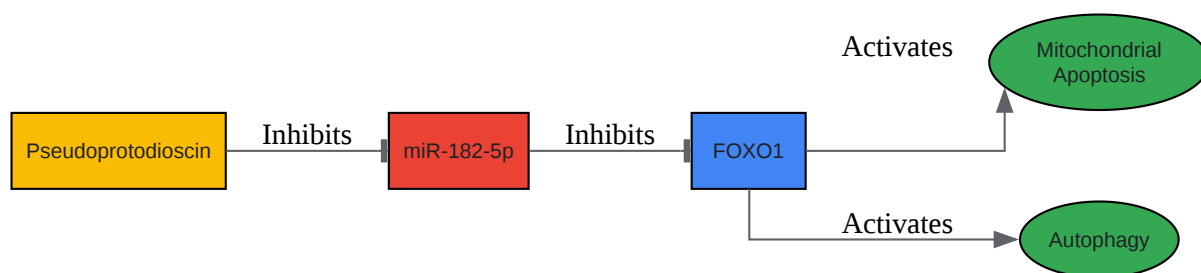 Pseudoprotodioscin
Inhibits
miR-182-5p
Inhibits
FOXO1
Activates
Mitochondrial
Apoptosis
Activates
Autophagy